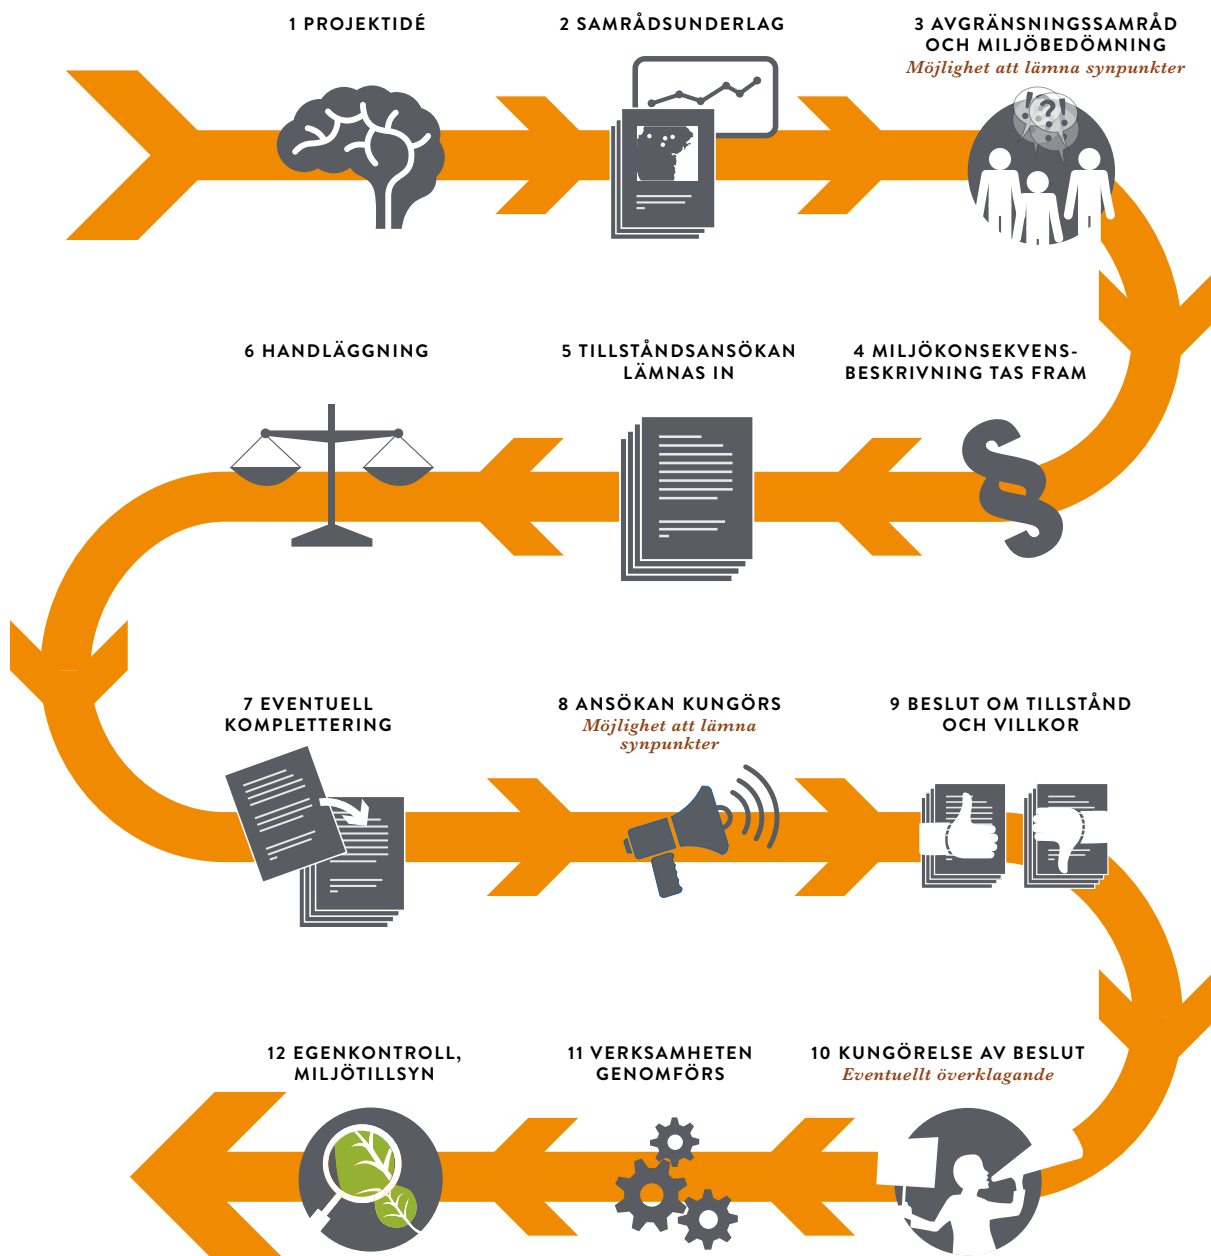 1 PROJEKTIDÉ
2 SAMRÅDSUNDERLAG
3 AVGRÄNSNINGSSAMRÅD
OCH MILJÖBEDÖMNING
Möjlighet att lämna synpunkter
!?!
4 MILJÖKONSEKVENS-
BESKRIVNING TAS FRAM
§
5 TILLSTÅNDSANSÖKAN
LÄMNAS IN
6 HANDLÄGGNING
7 EVENTUELL
KOMPLETTERING
8 ANSÖKAN KUNGÖRS
Möjlighet att lämna
synpunkter
9 BESLUT OM TILLSTÅND
OCH VILLKOR
10 KUNGÖRELSE AV BESLUT
Eventuellt överklagande
11 VERKSAMHETEN
GENOMFÖRS
12 EGENKONTROLL,
MILJÖTILLSYN